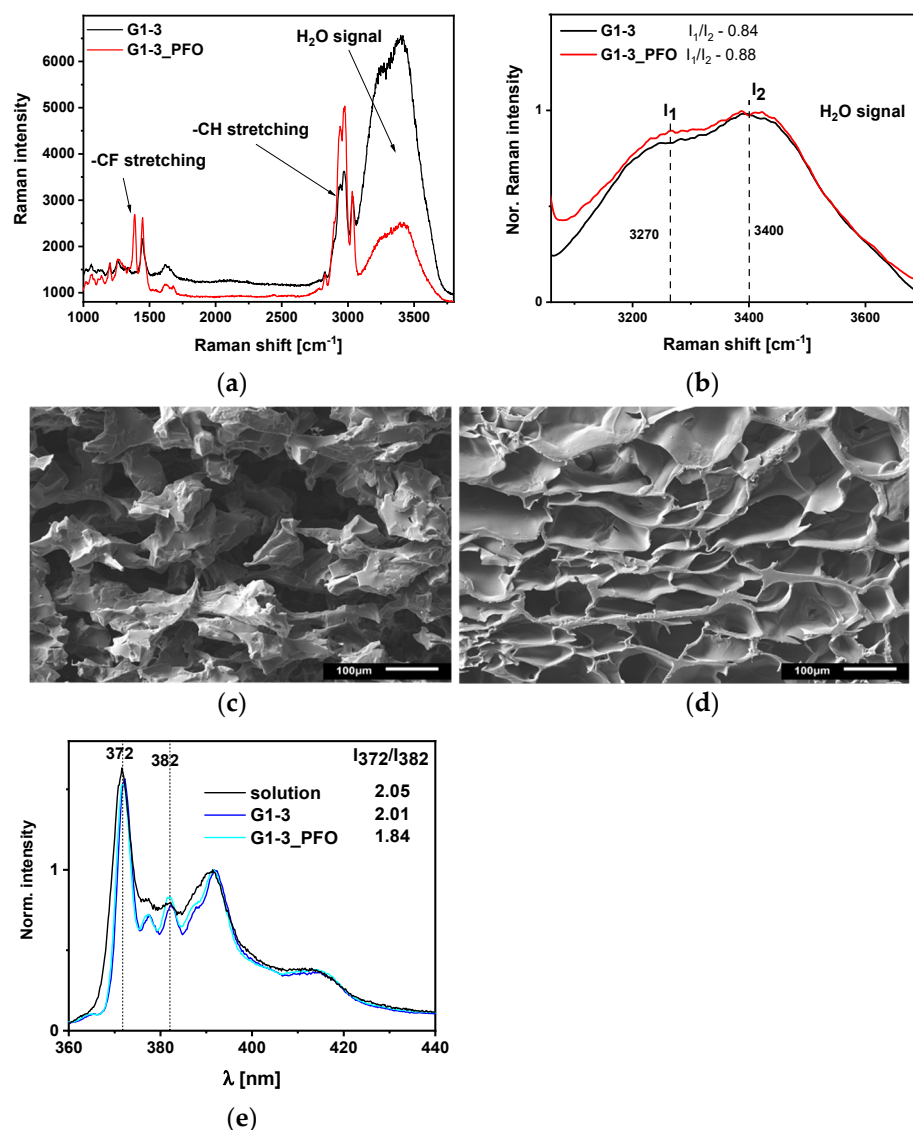 G1-3
G1-3_PFO
H₂O signal
-CH stretching
-CF stretching
Raman intensity
6000
5000
4000
3000
2000
1000
1000 1500 2000 2500 3000 3500
Raman shift [cm⁻¹]
(a)
G1-3 I₁/I₂ - 0.84
G1-3_PFO I₁/I₂ - 0.88
I₁ I₂
H₂O signal
Nor. Raman intensity
1
0
3270 3400
3200 3400 3600
Raman shift [cm⁻¹]
(b)
100µm
(c)
100µm
(d)
372 382 I₃₇₂/I₃₈₂
solution 2.05
G1-3 2.01
G1-3_PFO 1.84
Norm. intensity
1
0
360 380 400 420 440
λ [nm]
(e)